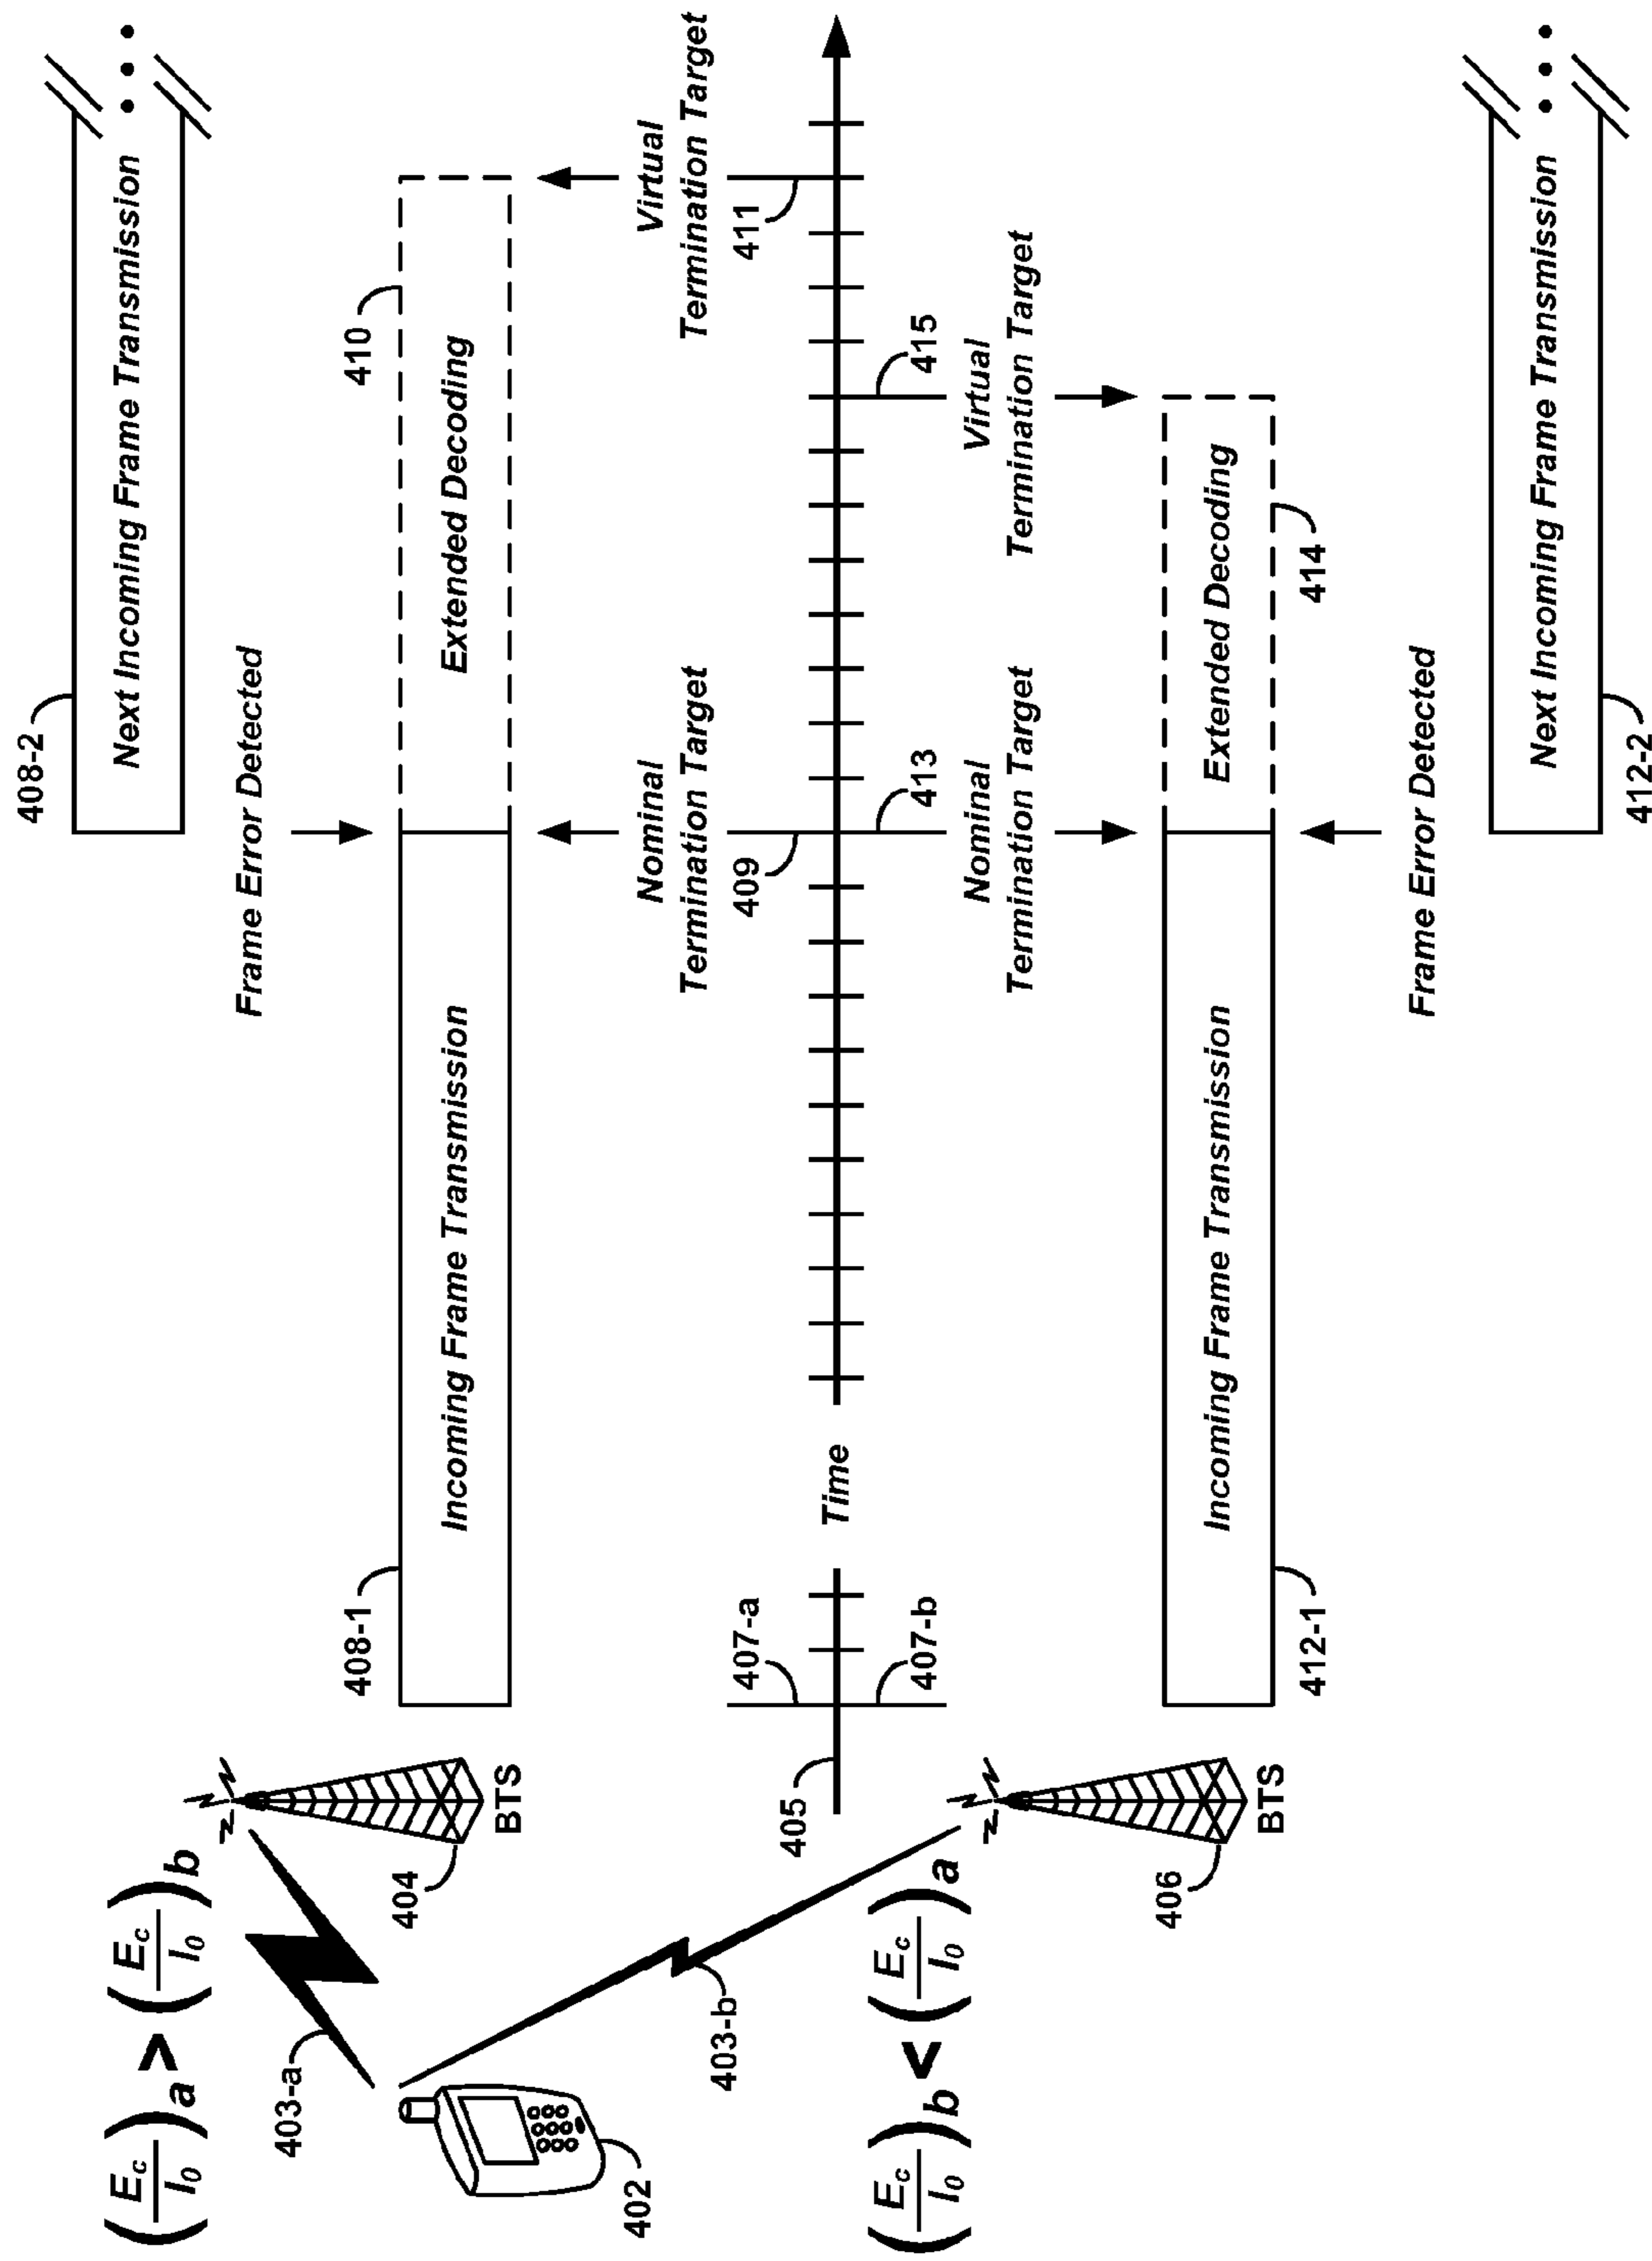 (Ec/I0)a > (Ec/I0)b
403-a
404
BTS
408-2
Next Incoming Frame Transmission
Frame Error Detected
408-1
Incoming Frame Transmission
410
Extended Decoding
Nominal
Termination Target
Virtual
Termination Target
407-a
409
411
402
403-b
405
Time
407-b
413
415
Nominal
Termination Target
Virtual
Termination Target
(Ec/I0)b < (Ec/I0)a
406
BTS
Incoming Frame Transmission
412-1
Extended Decoding
414
Frame Error Detected
Next Incoming Frame Transmission
412-2